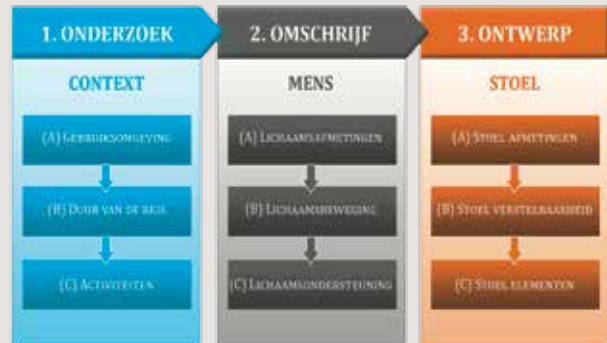 1. ONDERZOEK
CONTEXT
(A) GEBRUIKSOMGEVING
(B) DUUR VAN DE REIS
(C) ACTIVITEITEN
2. OMSCHRIJF
MENS
(A) LICHAAMSAFMETINGEN
(B) LICHAAMSBEWEGING
(C) LICHAAMSONDERSTEUNING
3. ONTWERP
STOEL
(A) STOEL AFMETINGEN
(B) STOEL VERSTELBAARHEID
(C) STOEL ELEMENTEN